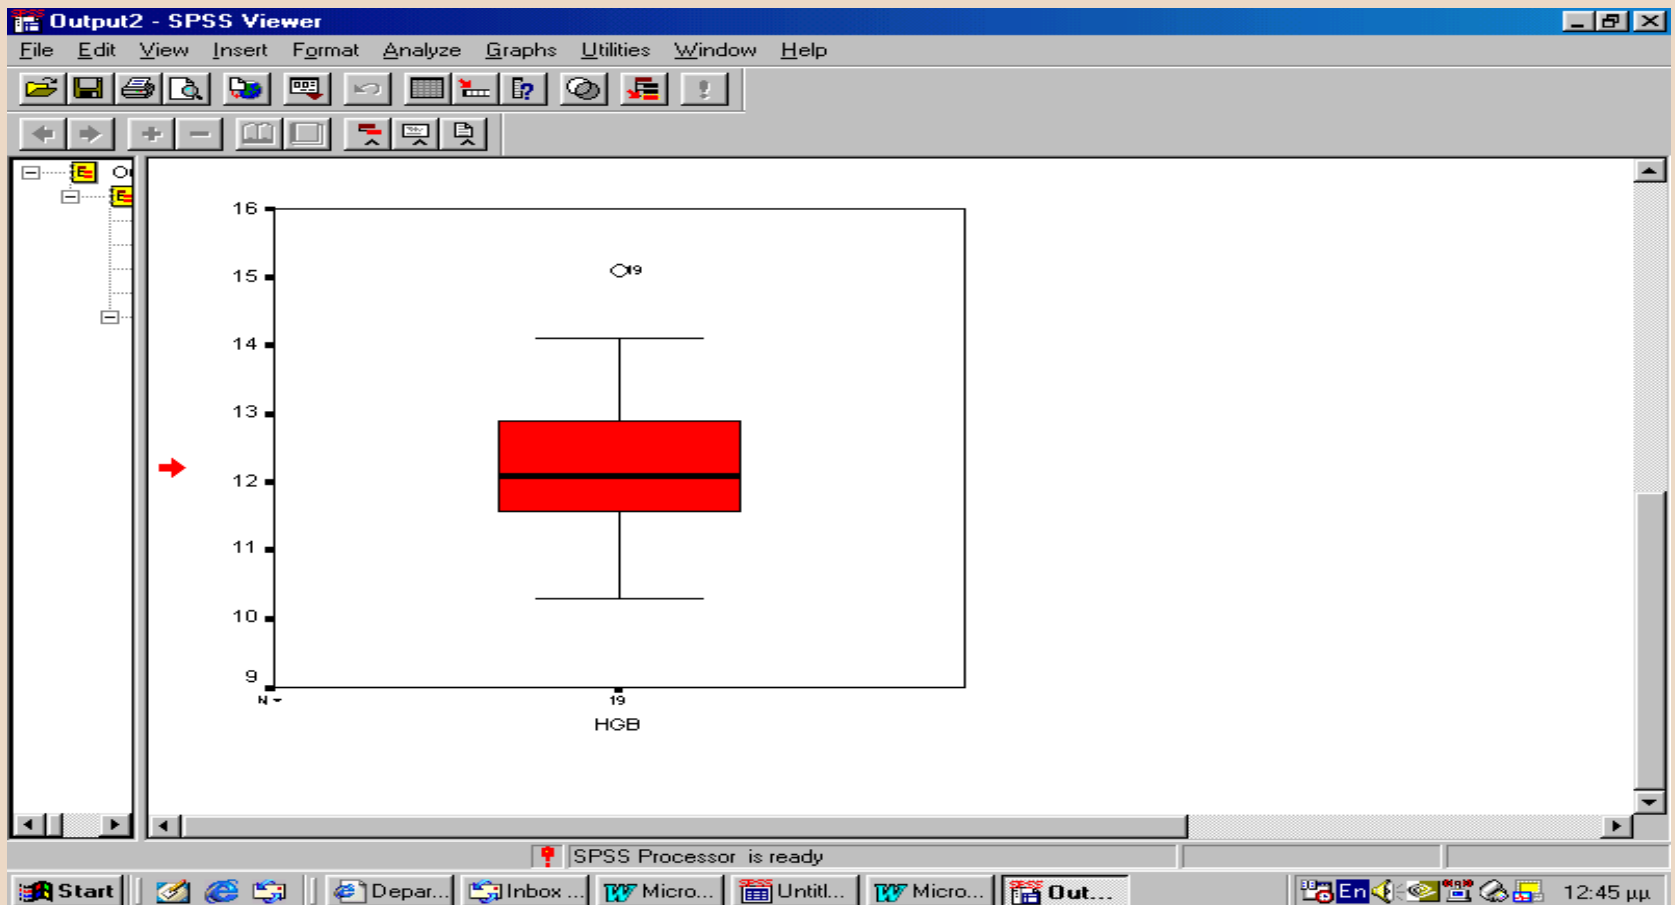 Output2 - SPSS Viewer
File Edit View Insert Format Analyze Graphs Utilities Window Help
16
15
14
13
12
11
10
9
19
N =
19
HGB
SPSS Processor is ready
Start Depar... Inbox ... Micro... Untitl... Micro... Out... En 12:45 μμ